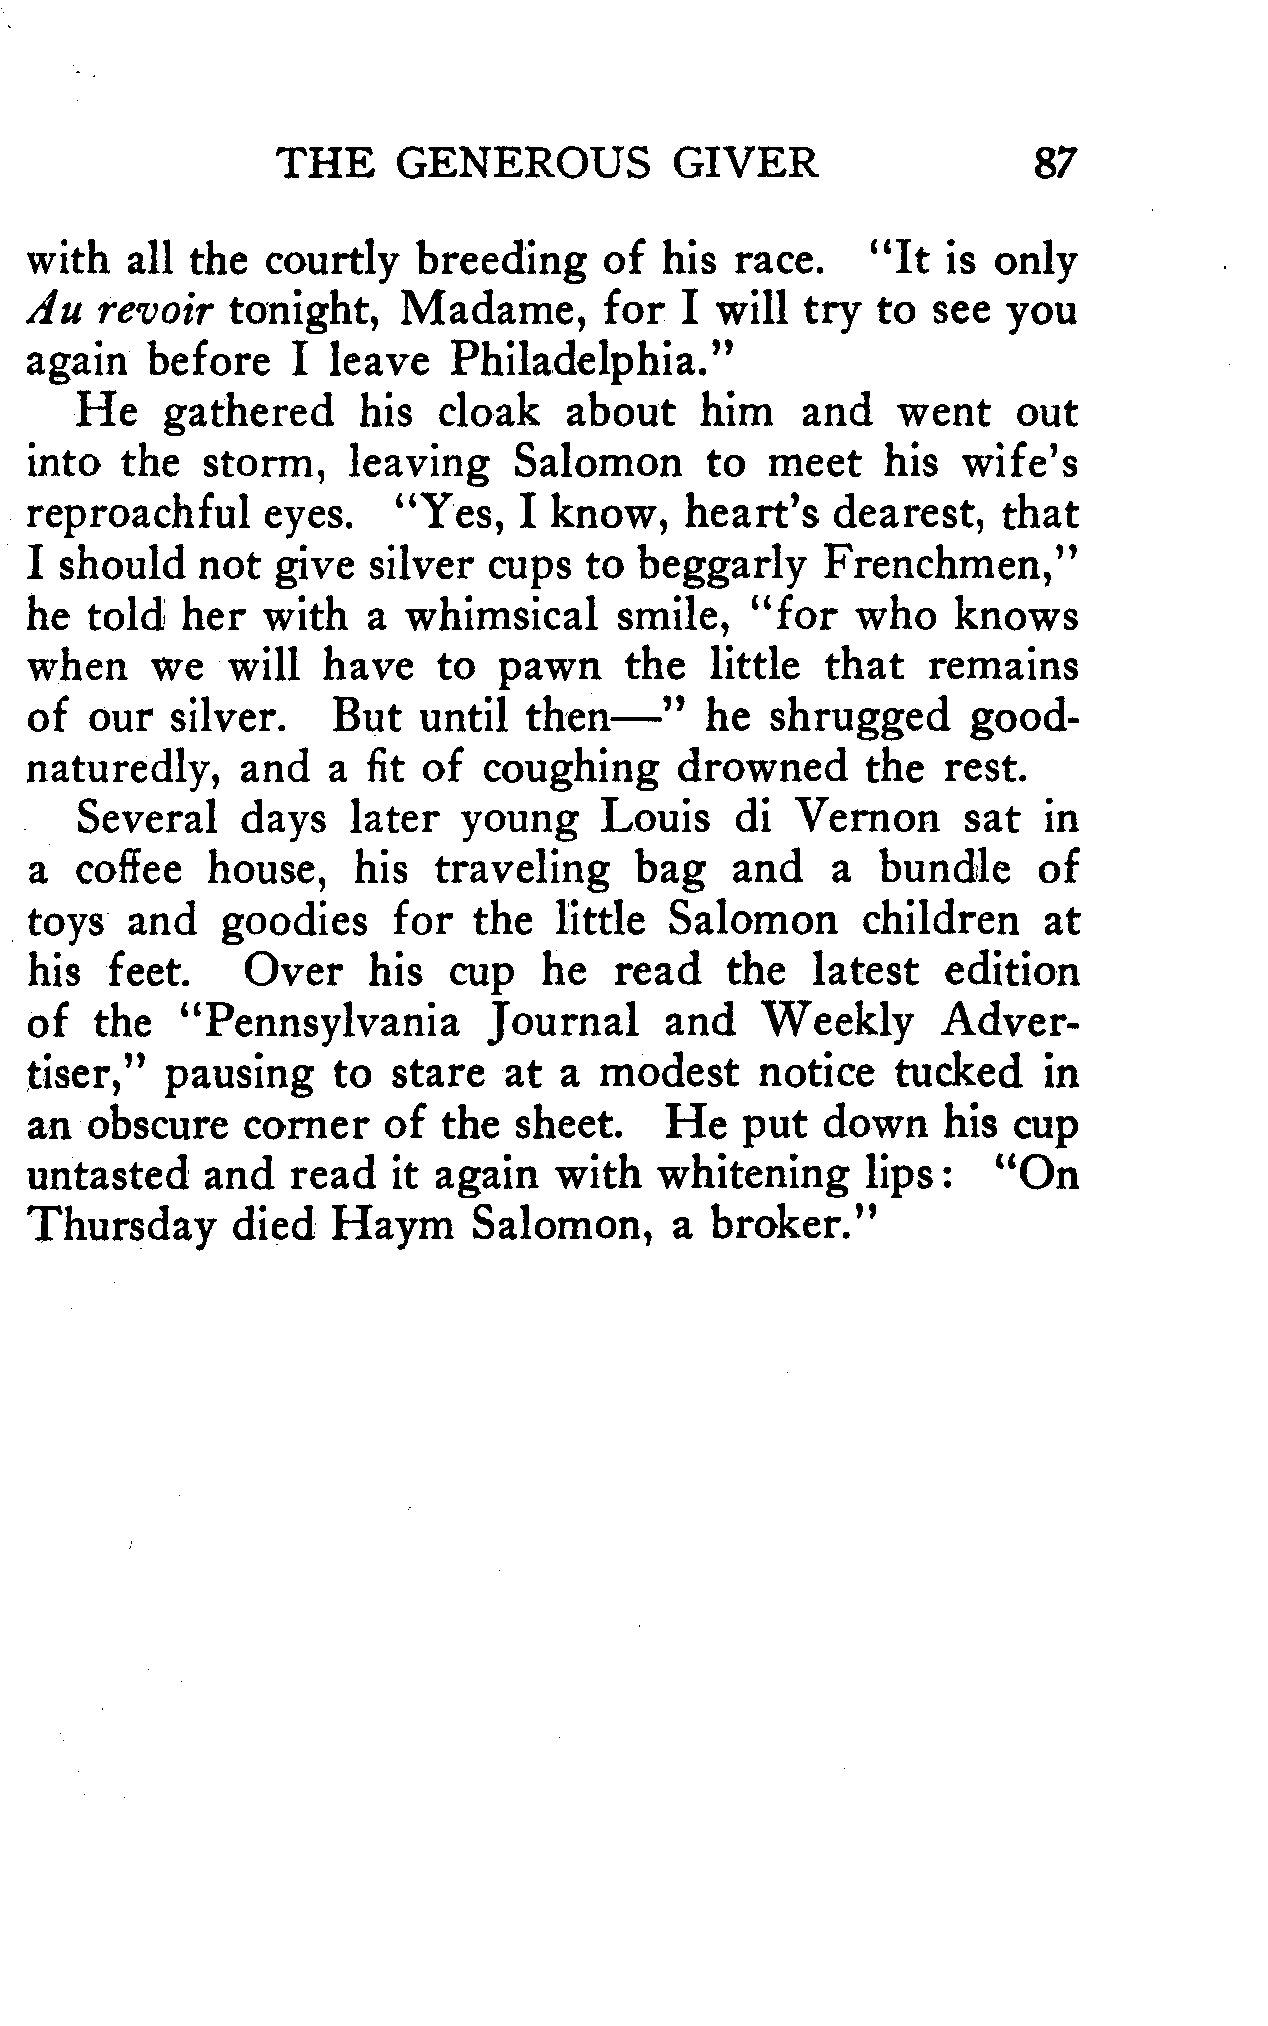 THE GENEROUS GIVER 87
with all the courtly breeding of his race. "It is only
Au revoir tonight, Madame, for I will try to see you
again before I leave Philadelphia."
He gathered his cloak about him and went out
into the storm, leaving Salomon to meet his wife's
reproachful eyes. "Yes, I know, heart's dearest, that
I should not give silver cups to beggarly Frenchmen,"
he told her with a whimsical smile, "for who knows
when we will have to pawn the little that remains
of our silver. But until then—" he shrugged good-
naturedly, and a fit of coughing drowned the rest.
Several days later young Louis di Vernon sat in
a coffee house, his traveling bag and a bundle of
toys and goodies for the little Salomon children at
his feet. Over his cup he read the latest edition
of the "Pennsylvania Journal and Weekly Adver-
tiser," pausing to stare at a modest notice tucked in
an obscure corner of the sheet. He put down his cup
untasted and read it again with whitening lips: "On
Thursday died Haym Salomon, a broker."